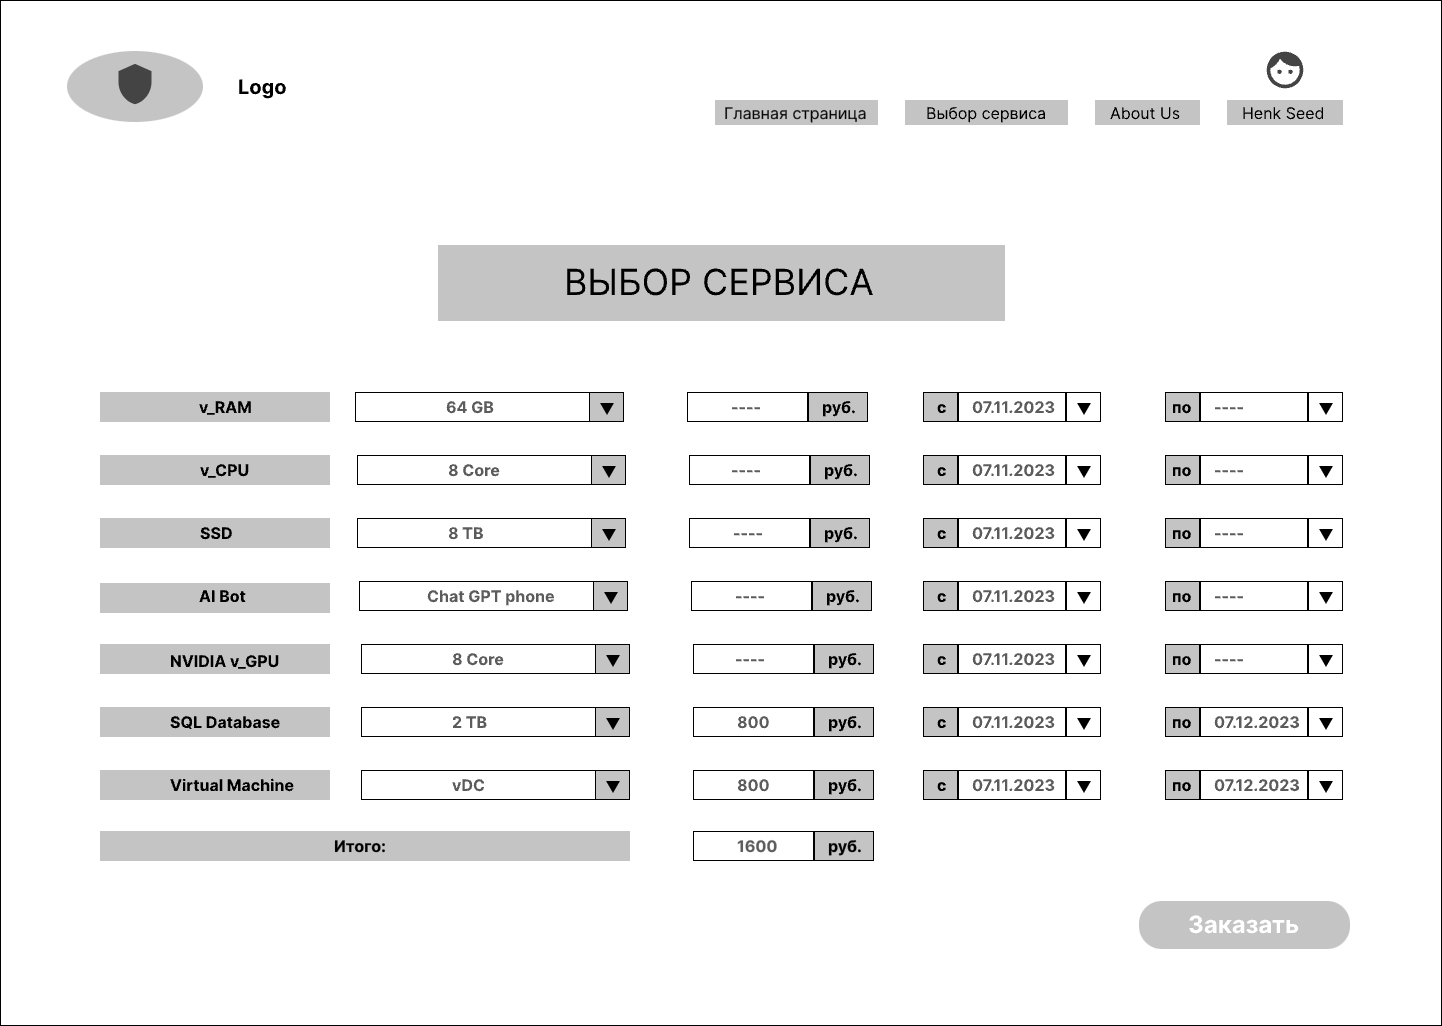 Logo
Главная страница
Выбор сервиса
About Us
Henk Seed
ВЫБОР СЕРВИСА
v_RAM 64 GB ---- руб. с 07.11.2023 по ----
v_CPU 8 Core ---- руб. с 07.11.2023 по ----
SSD 8 TB ---- руб. с 07.11.2023 по ----
AI Bot Chat GPT phone ---- руб. с 07.11.2023 по ----
NVIDIA v_GPU 8 Core ---- руб. с 07.11.2023 по ----
SQL Database 2 TB 800 руб. с 07.11.2023 по 07.12.2023
Virtual Machine vDC 800 руб. с 07.11.2023 по 07.12.2023
Итого: 1600 руб.
Заказать